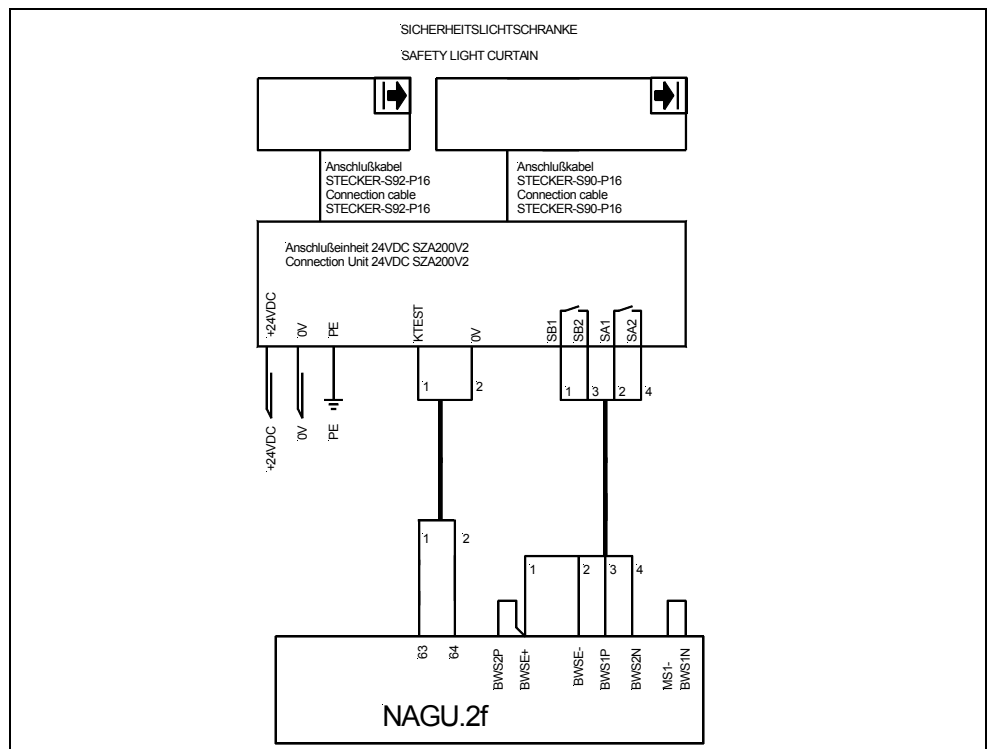 SICHERHEITSLICHTSCHRANKE
SAFETY LIGHT CURTAIN
Anschlußkabel
STECKER-S92-P16
Connection cable
STECKER-S92-P16
Anschlußkabel
STECKER-S90-P16
Connection cable
STECKER-S90-P16
Anschlußeinheit 24VDC SZA200V2
Connection Unit 24VDC SZA200V2
+24VDC
0V
PE
KTEST
0V
SB1
SB2
SA1
SA2
1
2
1
3
2
4
+24VDC
0V
PE
1
2
1
2
3
4
63
64
BWS2P
BWSE+
BWSE-
BWS1P
BWS2N
MS1-
BWS1N
NAGU.2f